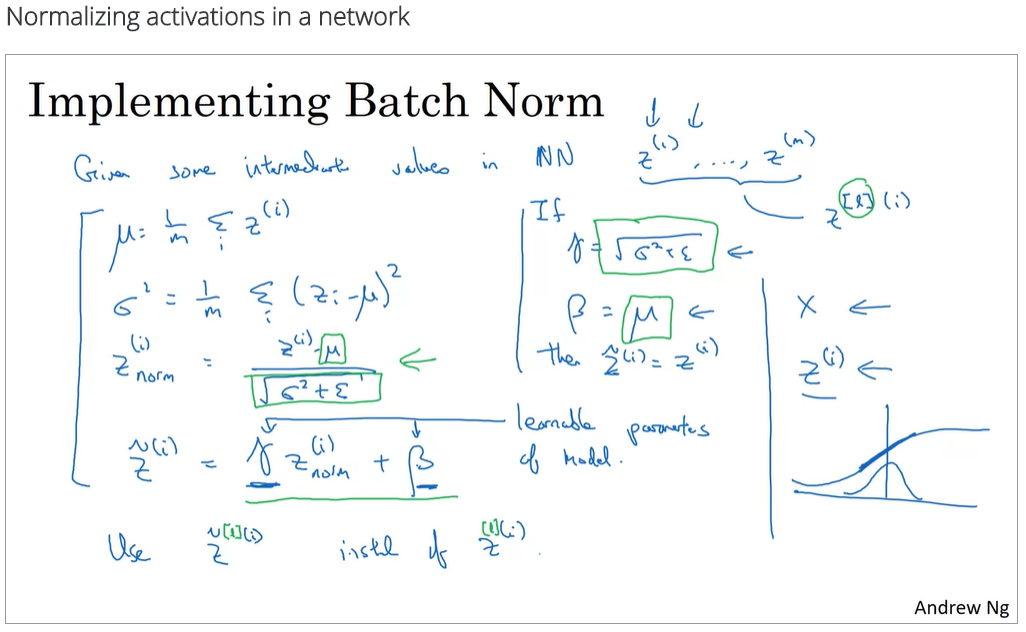 Normalizing activations in a network
Implementing Batch Norm
Given some intermediate values in NN z^(i), ...., z^(m)
z^[l](i)
μ = 1/m Σ_i z^(i)
σ² = 1/m Σ_i (z_i - μ)²
z^(i)_norm = (z^(i) - μ) / √(σ² + ε)
z̃^(i) = γ z^(i)_norm + β
If
γ = √(σ² + ε) ←
β = μ ←
then z̃^(i) = z^(i)
learnable parameters
of model.
X ←
z^(i) ←
Use z̃^[l](i) instead of z^[l](i).
Andrew Ng